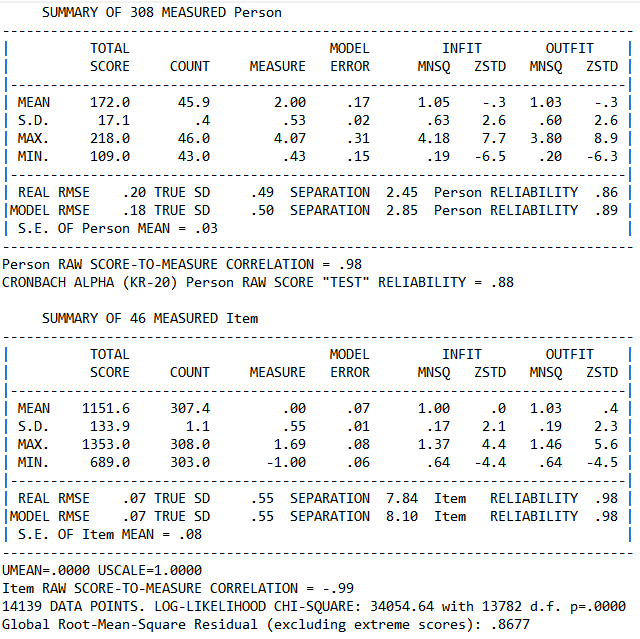 SUMMARY OF 308 MEASURED Person
-------------------------------------------------------------------------------
|          TOTAL                         MODEL         INFIT        OUTFIT    |
|          SCORE     COUNT     MEASURE   ERROR      MNSQ   ZSTD   MNSQ   ZSTD |
|-----------------------------------------------------------------------------|
| MEAN     172.0      45.9        2.00     .17      1.05    -.3   1.03    -.3 |
| S.D.      17.1        .4         .53     .02       .63    2.6    .60    2.6 |
| MAX.     218.0      46.0        4.07     .31      4.18    7.7   3.80    8.9 |
| MIN.     109.0      43.0         .43     .15       .19   -6.5    .20   -6.3 |
|-----------------------------------------------------------------------------|
| REAL RMSE    .20 TRUE SD     .49  SEPARATION  2.45  Person RELIABILITY  .86 |
|MODEL RMSE    .18 TRUE SD     .50  SEPARATION  2.85  Person RELIABILITY  .89 |
| S.E. OF Person MEAN = .03                                                   |
-------------------------------------------------------------------------------
Person RAW SCORE-TO-MEASURE CORRELATION = .98
CRONBACH ALPHA (KR-20) Person RAW SCORE "TEST" RELIABILITY = .88
SUMMARY OF 46 MEASURED Item
-------------------------------------------------------------------------------
|          TOTAL                         MODEL         INFIT        OUTFIT    |
|          SCORE     COUNT     MEASURE   ERROR      MNSQ   ZSTD   MNSQ   ZSTD |
|-----------------------------------------------------------------------------|
| MEAN    1151.6     307.4         .00     .07      1.00     .0   1.03     .4 |
| S.D.     133.9       1.1         .55     .01       .17    2.1    .19    2.3 |
| MAX.    1353.0     308.0        1.69     .08      1.37    4.4   1.46    5.6 |
| MIN.     689.0     303.0       -1.00     .06       .64   -4.4    .64   -4.5 |
|-----------------------------------------------------------------------------|
| REAL RMSE    .07 TRUE SD     .55  SEPARATION  7.84  Item   RELIABILITY  .98 |
|MODEL RMSE    .07 TRUE SD     .55  SEPARATION  8.10  Item   RELIABILITY  .98 |
| S.E. OF Item MEAN = .08                                                     |
-------------------------------------------------------------------------------
UMEAN=.0000 USCALE=1.0000
Item RAW SCORE-TO-MEASURE CORRELATION = -.99
14139 DATA POINTS. LOG-LIKELIHOOD CHI-SQUARE: 34054.64 with 13782 d.f. p=.0000
Global Root-Mean-Square Residual (excluding extreme scores): .8677